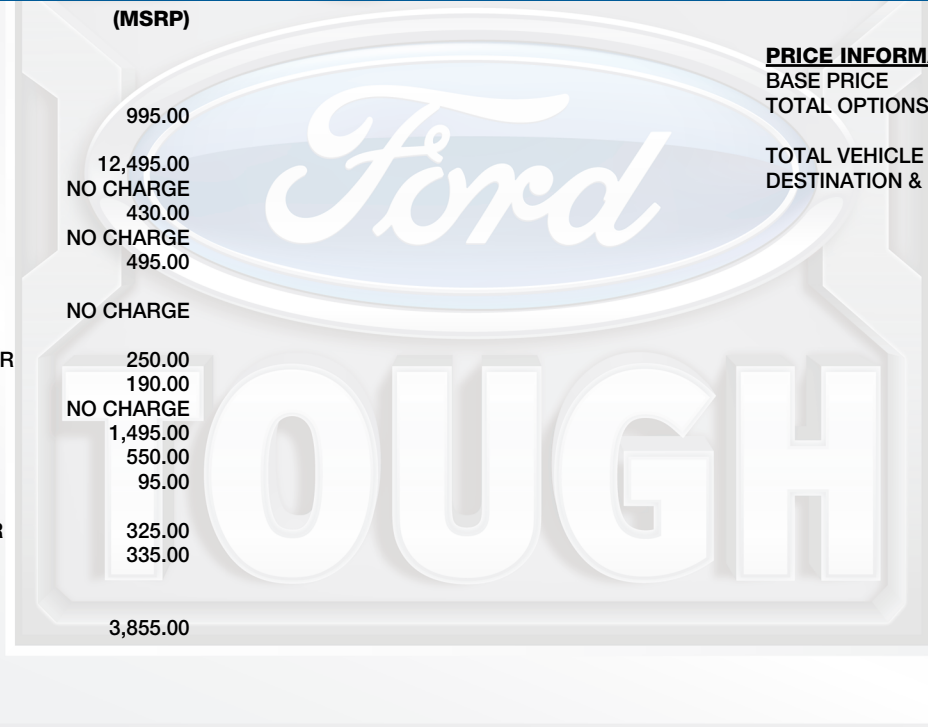 (MSRP)
995.00
12,495.00
NO CHARGE
430.00
NO CHARGE
495.00
NO CHARGE
R 250.00
190.00
NO CHARGE
1,495.00
550.00
95.00
325.00
335.00
3,855.00
PRICE INFORM
BASE PRICE
TOTAL OPTIONS
TOTAL VEHICLE
DESTINATION &
Ford
TOUGH